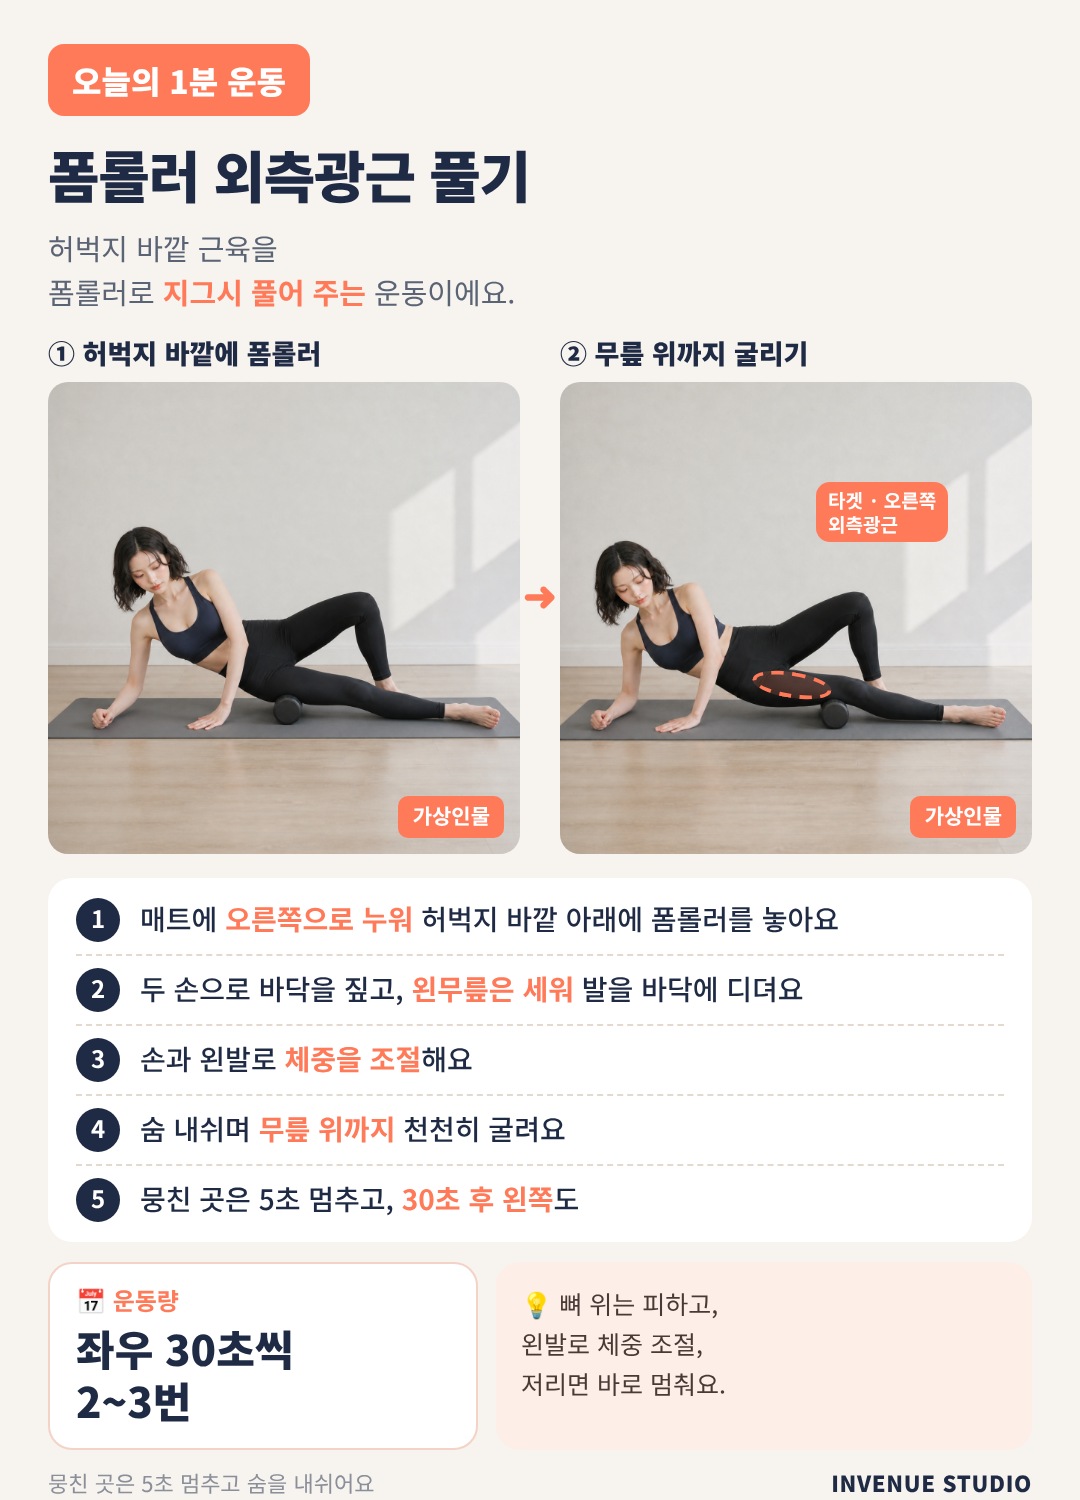 오늘의 1분 운동
폼롤러 외측광근 풀기
허벅지 바깥 근육을
폼롤러로 지그시 풀어 주는 운동이에요.
① 허벅지 바깥에 폼롤러
② 무릎 위까지 굴리기
타겟 · 오른쪽
외측광근
가상인물
가상인물
1 매트에 오른쪽으로 누워 허벅지 바깥 아래에 폼롤러를 놓아요
2 두 손으로 바닥을 짚고, 왼무릎은 세워 발을 바닥에 디뎌요
3 손과 왼발로 체중을 조절해요
4 숨 내쉬며 무릎 위까지 천천히 굴려요
5 뭉친 곳은 5초 멈추고, 30초 후 왼쪽도
📅 운동량
좌우 30초씩
2~3번
💡 뼈 위는 피하고,
왼발로 체중 조절,
저리면 바로 멈춰요.
뭉친 곳은 5초 멈추고 숨을 내쉬어요
INVENUE STUDIO